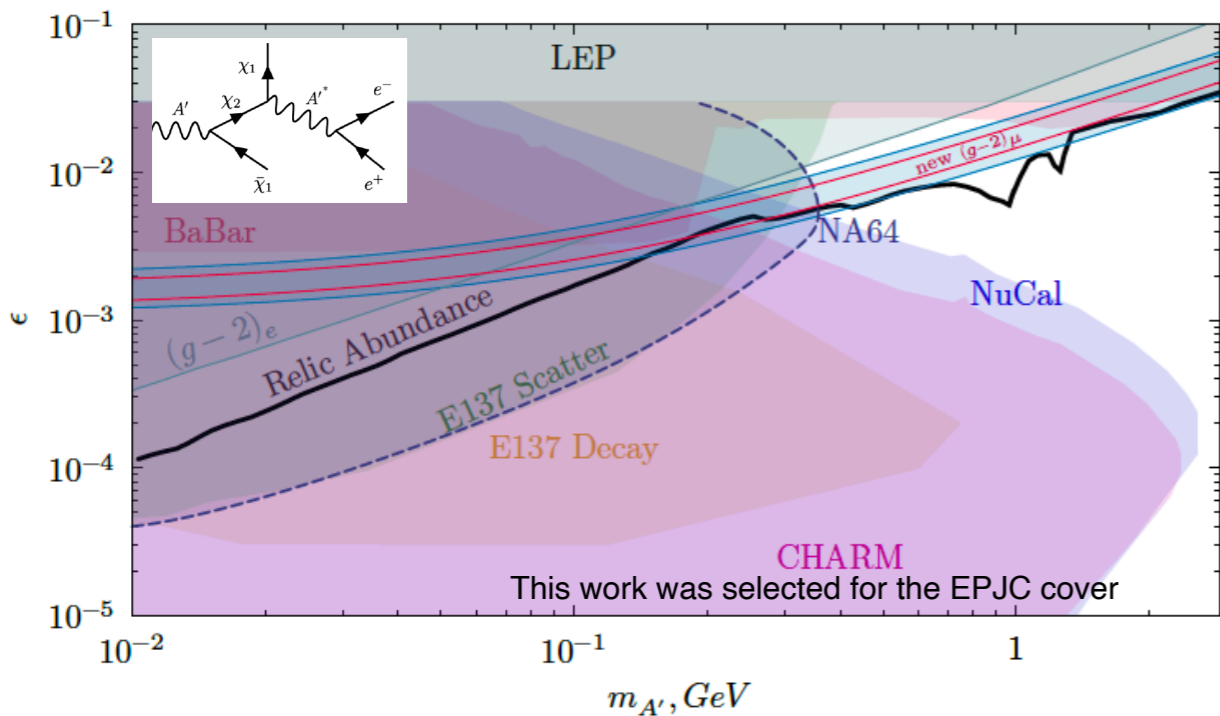 10⁻¹
LEP
χ₁
e⁻
A′
χ₂
A′*
χ̄₁
e⁺
10⁻²
new (g−2)μ
BaBar
NA64
NuCal
ϵ
10⁻³
(g − 2)ₑ
Relic Abundance
E137 Scatter
E137 Decay
10⁻⁴
CHARM
This work was selected for the EPJC cover
10⁻⁵
10⁻²
10⁻¹
1
m_A′, GeV